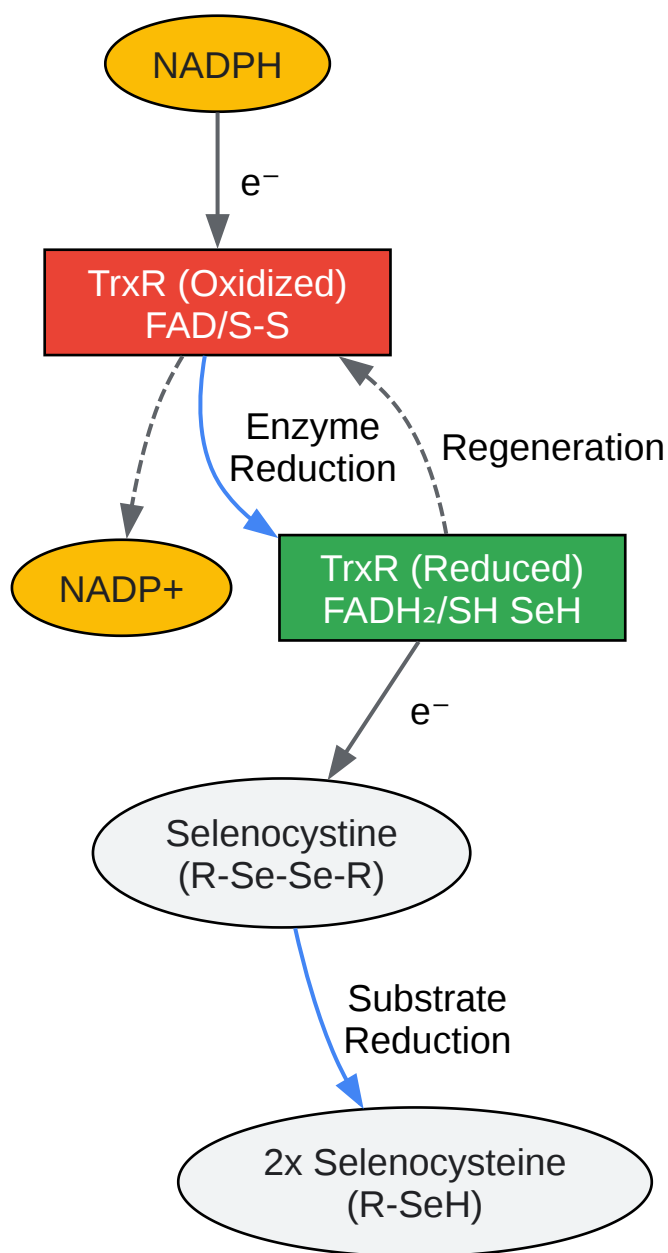 NADPH
e⁻
TrxR (Oxidized)
FAD/S-S
Enzyme
Reduction
Regeneration
NADP+
TrxR (Reduced)
FADH₂/SH SeH
e⁻
Selenocystine
(R-Se-Se-R)
Substrate
Reduction
2x Selenocysteine
(R-SeH)